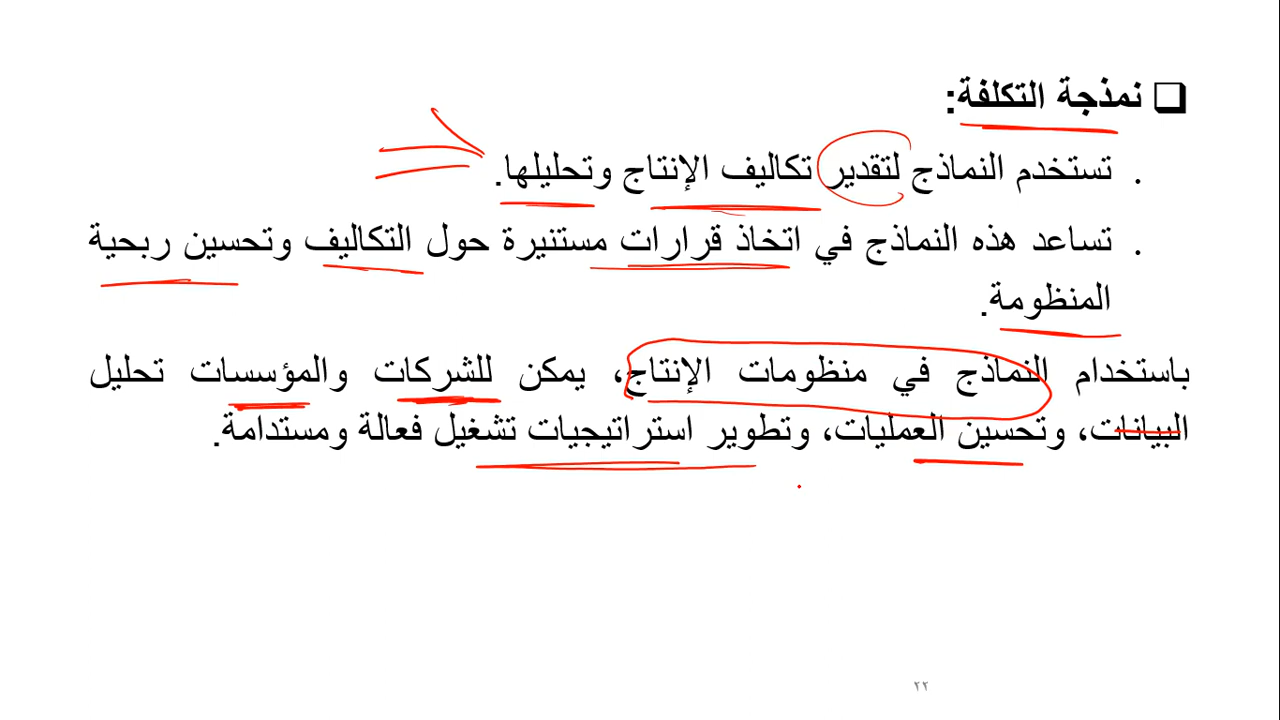 ❑ نمذجة التكلفة:
. تستخدم النماذج لتقدير تكاليف الإنتاج وتحليلها.
. تساعد هذه النماذج في اتخاذ قرارات مستنيرة حول التكاليف وتحسين ربحية
المنظومة.
باستخدام النماذج في منظومات الإنتاج، يمكن للشركات والمؤسسات تحليل
البيانات، وتحسين العمليات، وتطوير استراتيجيات تشغيل فعالة ومستدامة.
٢٢